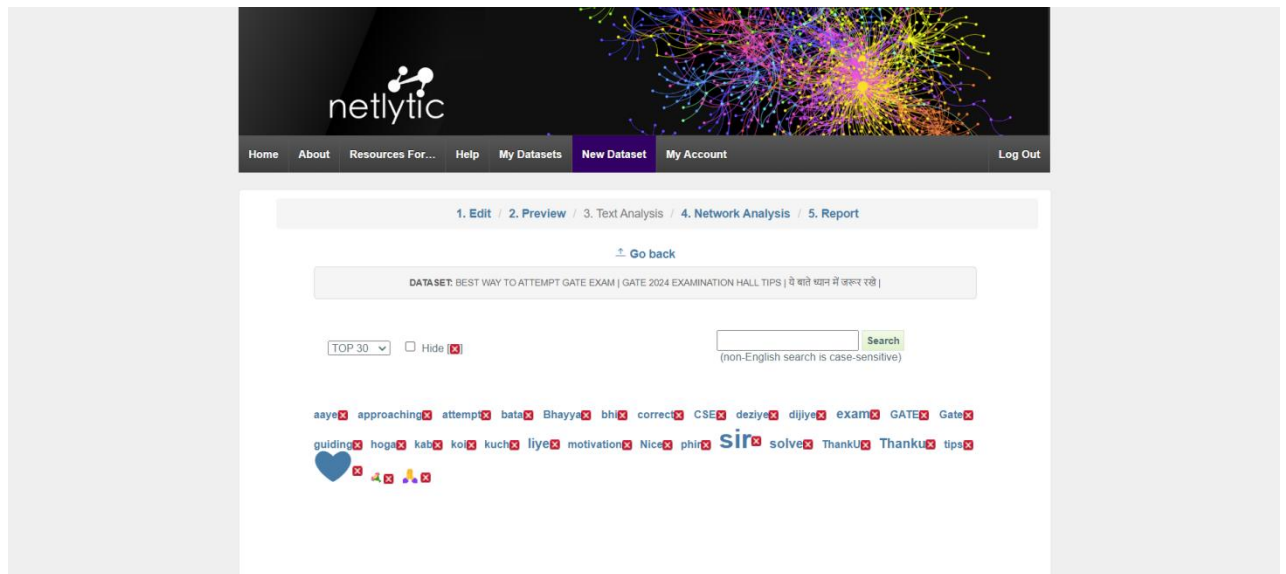 netlytic
Home About Resources For... Help My Datasets New Dataset My Account Log Out
1. Edit / 2. Preview / 3. Text Analysis / 4. Network Analysis / 5. Report
Go back
DATASET: BEST WAY TO ATTEMPT GATE EXAM | GATE 2024 EXAMINATION HALL TIPS | ये बाते ध्यान में जरूर रखे |
TOP 30 Hide [x]
Search
(non-English search is case-sensitive)
aaye approaching attempt bata Bhayya bhi correct CSE deziye dijiye exam GATE Gate
guiding hoga kab koi kuch liye motivation Nice phir sir solve ThankU Thanku tips